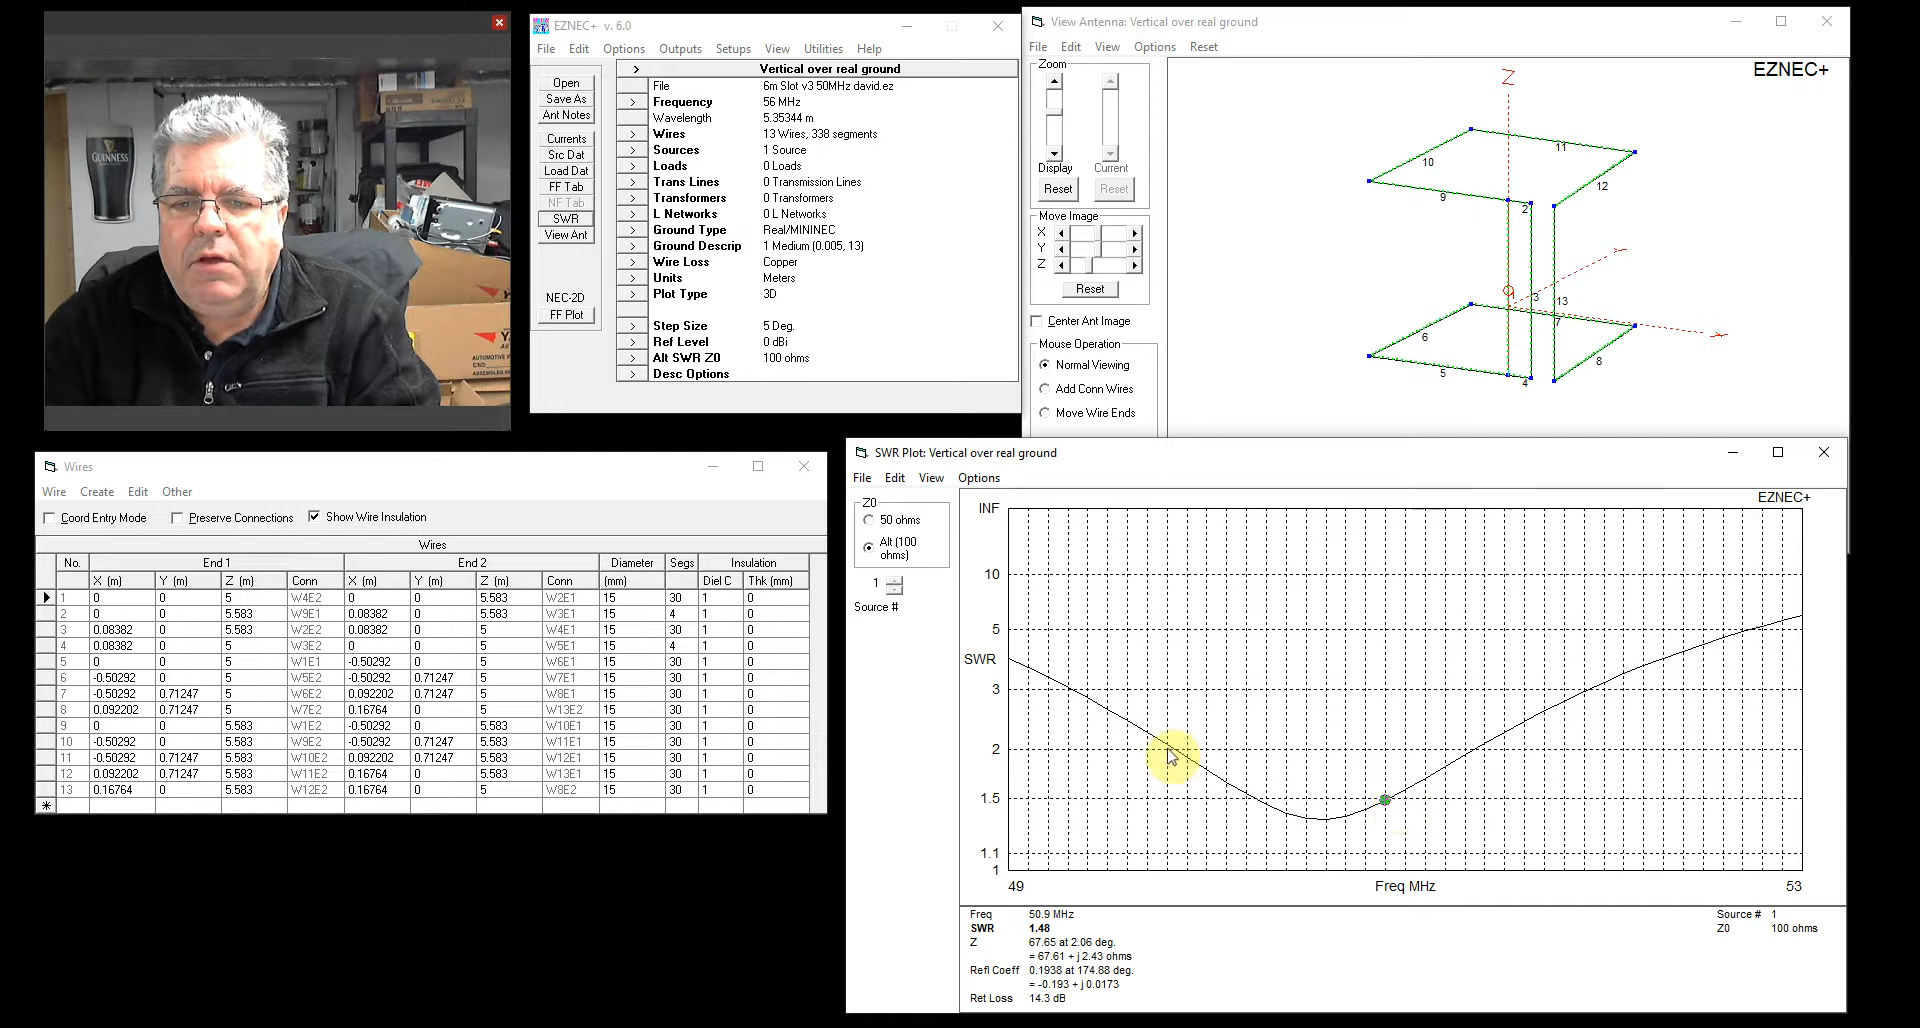 GUINNESS
EZNEC+ v. 6.0
File Edit Options Outputs Setups View Utilities Help
Open
Save As
Ant Notes
Currents
Src Dat
Load Dat
FF Tab
NF Tab
SWR
View Ant
NEC-2D
FF Plot
> Vertical over real ground
File 6m Slot v3 50MHz david.ez
> Frequency 56 MHz
Wavelength 5.35344 m
> Wires 13 Wires, 338 segments
> Sources 1 Source
> Loads 0 Loads
> Trans Lines 0 Transmission Lines
> Transformers 0 Transformers
> L Networks 0 L Networks
> Ground Type Real/MININEC
> Ground Descrip 1 Medium (0.005, 13)
> Wire Loss Copper
> Units Meters
> Plot Type 3D
> Step Size 5 Deg.
> Ref Level 0 dBi
> Alt SWR Z0 100 ohms
> Desc Options
View Antenna: Vertical over real ground
File Edit View Options Reset
Zoom
Display Current
Reset Reset
Move Image
X
Y
Z
Reset
Center Ant Image
Mouse Operation
Normal Viewing
Add Conn Wires
Move Wire Ends
EZNEC+
Z
11
10
12
9
2
Y
3
13
7
X
6
8
5
4
Wires
Wire Create Edit Other
Coord Entry Mode Preserve Connections Show Wire Insulation
Wires
No. End 1 End 2 Diameter Segs Insulation
X (m) Y (m) Z (m) Conn X (m) Y (m) Z (m) Conn (mm) Diel C Thk (mm)
1 0 0 5 W4E2 0 0 5.583 W2E1 15 30 1 0
2 0 0 5.583 W9E1 0.08382 0 5.583 W3E1 15 4 1 0
3 0.08382 0 5.583 W2E2 0.08382 0 5 W4E1 15 30 1 0
4 0.08382 0 5 W3E2 0 0 5 W5E1 15 4 1 0
5 0 0 5 W1E1 -0.50292 0 5 W6E1 15 30 1 0
6 -0.50292 0 5 W5E2 -0.50292 0.71247 5 W7E1 15 30 1 0
7 -0.50292 0.71247 5 W6E2 0.092202 0.71247 5 W8E1 15 30 1 0
8 0.092202 0.71247 5 W7E2 0.16764 0 5 W13E2 15 30 1 0
9 0 0 5.583 W1E2 -0.50292 0 5.583 W10E1 15 30 1 0
10 -0.50292 0 5.583 W9E2 -0.50292 0.71247 5.583 W11E1 15 30 1 0
11 -0.50292 0.71247 5.583 W10E2 0.092202 0.71247 5.583 W12E1 15 30 1 0
12 0.092202 0.71247 5.583 W11E2 0.16764 0 5.583 W13E1 15 30 1 0
13 0.16764 0 5.583 W12E2 0.16764 0 5 W8E2 15 30 1 0
*
SWR Plot: Vertical over real ground
File Edit View Options
Z0
50 ohms
Alt (100
ohms)
1
Source #
EZNEC+
INF
10
5
SWR
3
2
1.5
1.1
1
49 Freq MHz 53
Freq 50.9 MHz Source # 1
SWR 1.48 Z0 100 ohms
Z 67.65 at 2.06 deg.
= 67.61 + j 2.43 ohms
Refl Coeff 0.1938 at 174.88 deg.
= -0.193 + j 0.0173
Ret Loss 14.3 dB